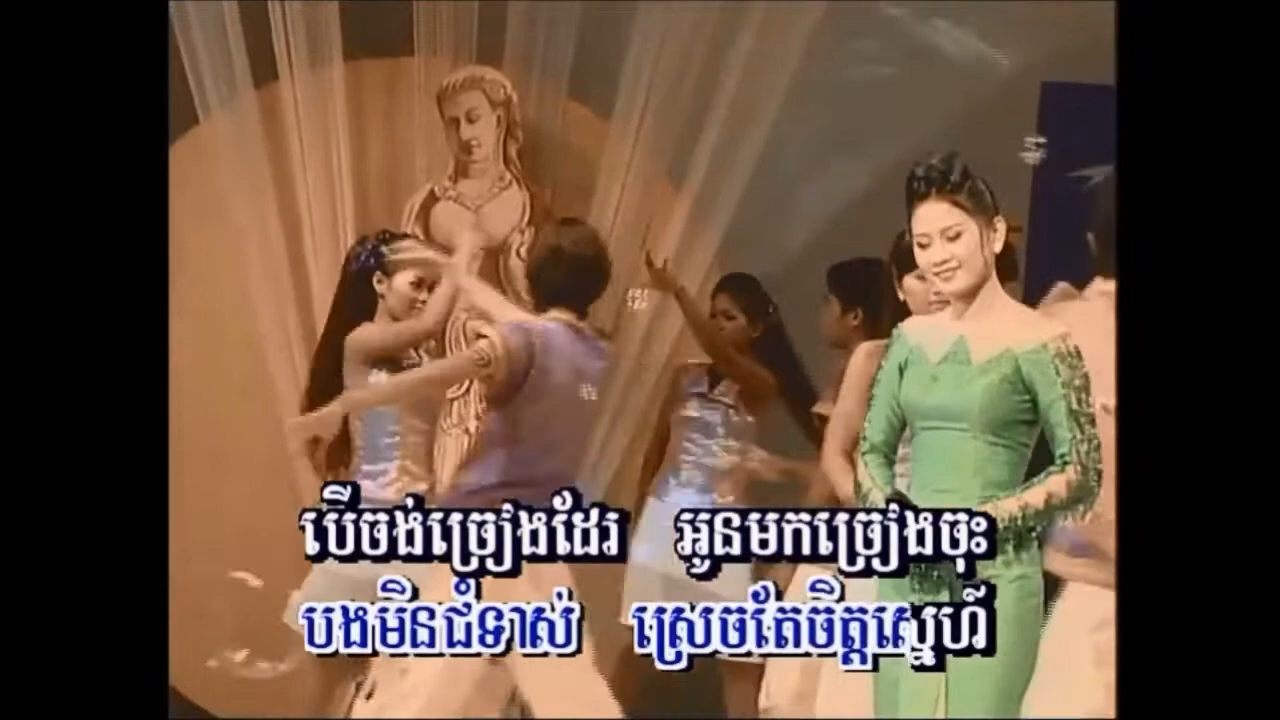 បើចង់ច្រៀងដែរ អូនមកច្រៀងចុះ
បងមិនជំទាស់ ស្រេចតែចិត្តស្នេហ៍